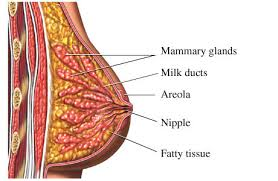 Mammary glands
Milk ducts
Areola
Nipple
Fatty tissue